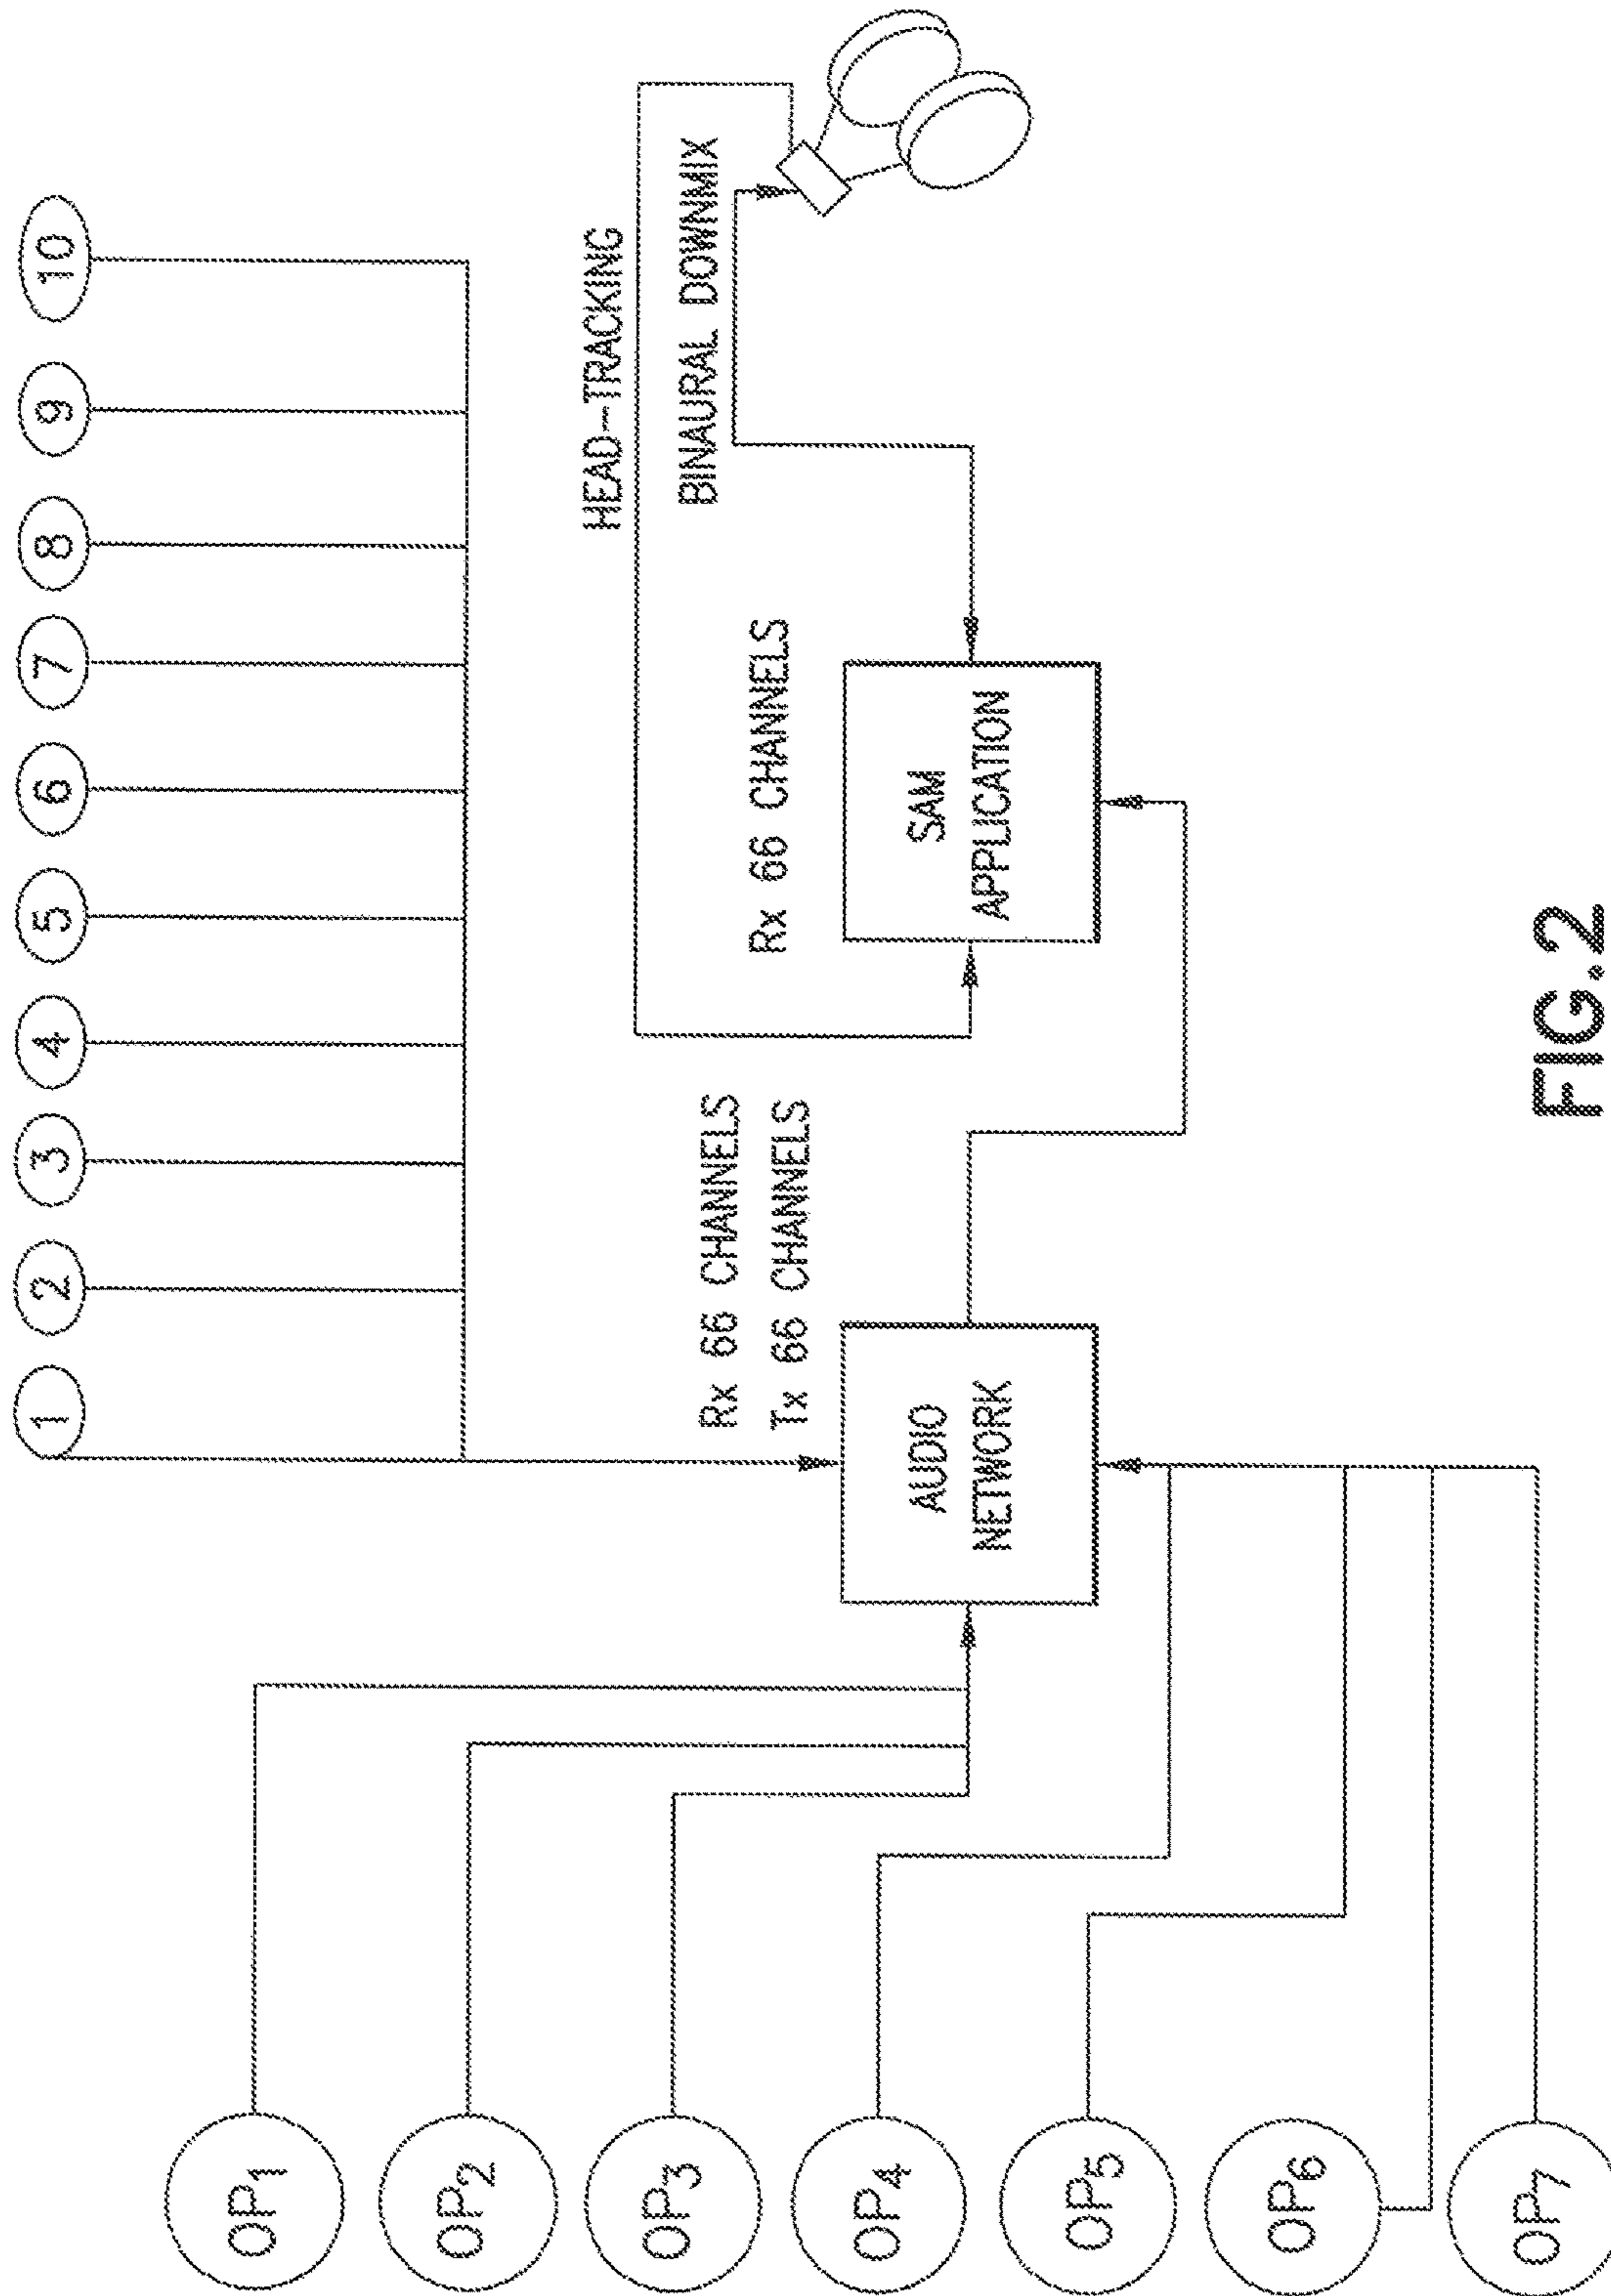 1 2 3 4 5 6 7 8 9 10
OP1
OP2
OP3
OP4
OP5
OP6
OP7
HEAD-TRACKING
BINAURAL DOWNMIX
Rx 66 CHANNELS
Tx 66 CHANNELS
Rx 66 CHANNELS
AUDIO
NETWORK
SAM
APPLICATION
FIG.2